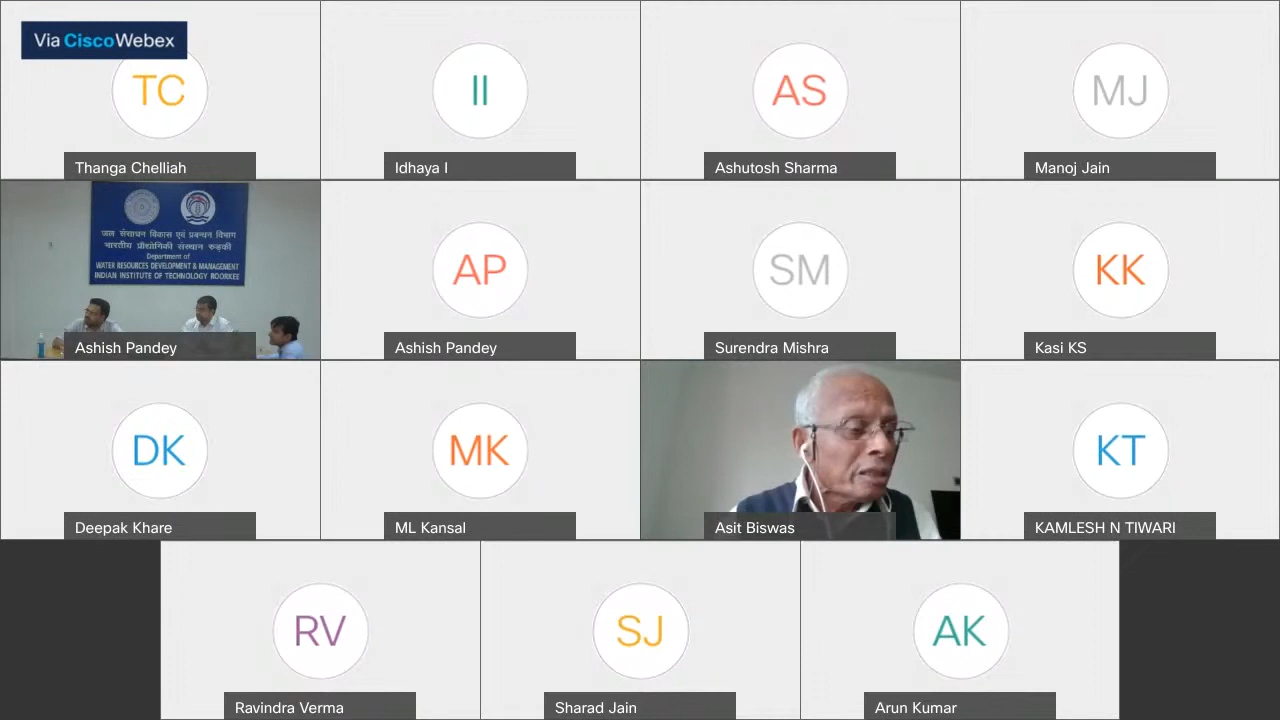 Via Cisco Webex
TC
Thanga Chelliah
II
Idhaya I
AS
Ashutosh Sharma
MJ
Manoj Jain
जल संसाधन विकास एवं प्रबन्धन विभाग
भारतीय प्रौद्योगिकी संस्थान रुड़की
Department of
WATER RESOURCES DEVELOPMENT & MANAGEMENT
INDIAN INSTITUTE OF TECHNOLOGY ROORKEE
Ashish Pandey
AP
Ashish Pandey
SM
Surendra Mishra
KK
Kasi KS
DK
Deepak Khare
MK
ML Kansal
Asit Biswas
KT
KAMLESH N TIWARI
RV
Ravindra Verma
SJ
Sharad Jain
AK
Arun Kumar